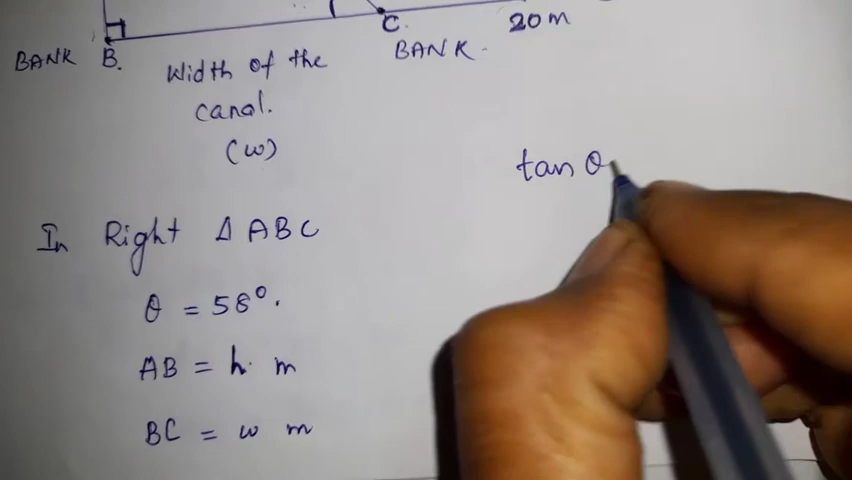 C.
20m
BANK B.
BANK -
Width of the
canal.
(w)
tan θ
In Right Δ ABC
θ = 58°.
AB = h. m
BC = w m